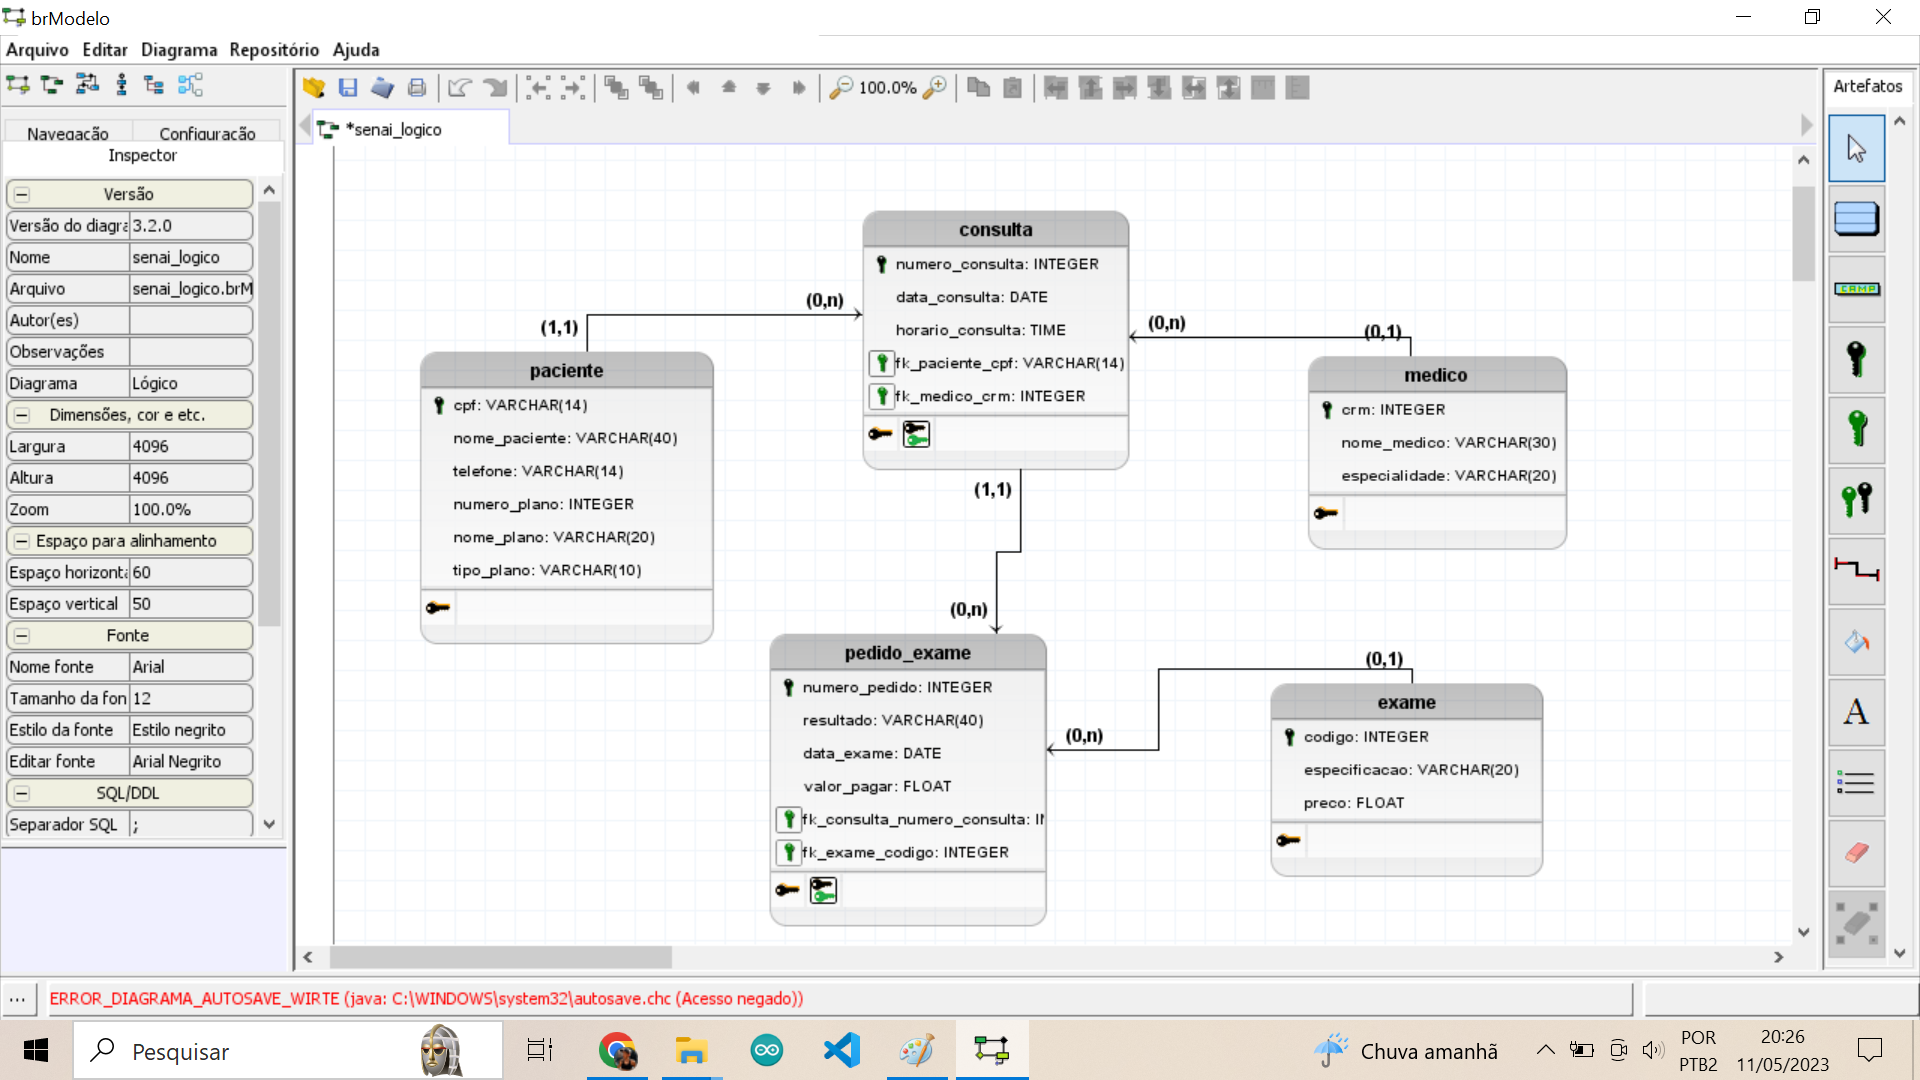 brModelo
Arquivo Editar Diagrama Repositório Ajuda
100.0%
Artefatos
Navegação Configuração
*senai_logico
Inspector
Versão
Versão do diagra 3.2.0
Nome senai_logico
Arquivo senai_logico.brM
Autor(es)
Observações
Diagrama Lógico
Dimensões, cor e etc.
Largura 4096
Altura 4096
Zoom 100.0%
Espaço para alinhamento
Espaço horizonta 60
Espaço vertical 50
Fonte
Nome fonte Arial
Tamanho da fon 12
Estilo da fonte Estilo negrito
Editar fonte Arial Negrito
SQL/DDL
Separador SQL ;
consulta
numero_consulta: INTEGER
data_consulta: DATE
horario_consulta: TIME
fk_paciente_cpf: VARCHAR(14)
fk_medico_crm: INTEGER
(0,n)
(1,1)
(0,n)
(0,1)
paciente
cpf: VARCHAR(14)
nome_paciente: VARCHAR(40)
telefone: VARCHAR(14)
numero_plano: INTEGER
nome_plano: VARCHAR(20)
tipo_plano: VARCHAR(10)
medico
crm: INTEGER
nome_medico: VARCHAR(30)
especialidade: VARCHAR(20)
(1,1)
(0,n)
pedido_exame
numero_pedido: INTEGER
resultado: VARCHAR(40)
data_exame: DATE
valor_pagar: FLOAT
fk_consulta_numero_consulta: IN
fk_exame_codigo: INTEGER
(0,1)
(0,n)
exame
codigo: INTEGER
especificacao: VARCHAR(20)
preco: FLOAT
CAMP
A
... ERROR_DIAGRAMA_AUTOSAVE_WIRTE (java: C:\WINDOWS\system32\autosave.chc (Acesso negado))
Pesquisar
Chuva amanhã
POR
PTB2
20:26
11/05/2023